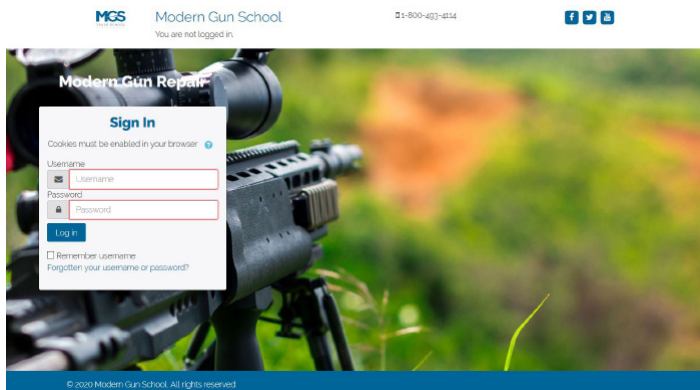 MGS
Modern Gun School
You are not logged in.
1-800-493-4114
Modern Gun Repair
Sign In
Cookies must be enabled in your browser
Username
Username
Password
Password
Log in
Remember username
Forgotten your username or password?
© 2020 Modern Gun School. All rights reserved